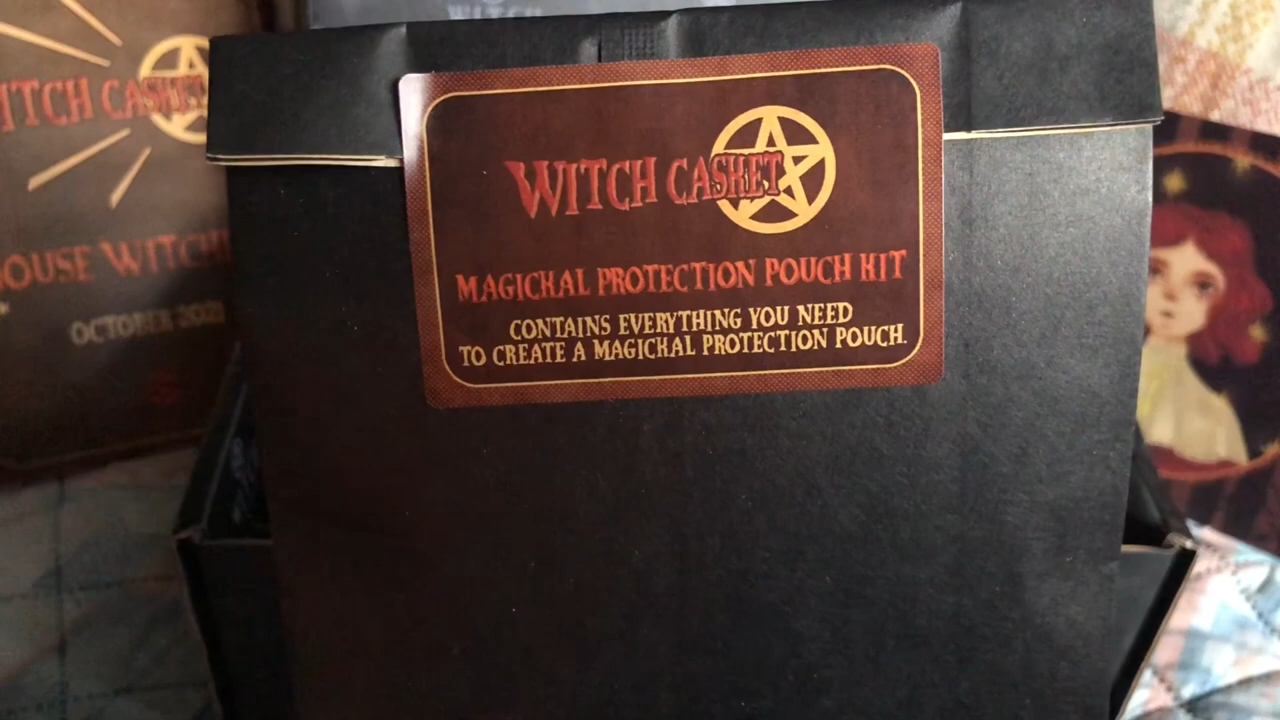 WITCH
WITCH CASKET
MAGICKAL PROTECTION POUCH KIT
CONTAINS EVERYTHING YOU NEED
TO CREATE A MAGICKAL PROTECTION POUCH.
ITCH CASKET
OUSE WITCH
OCTOBER 2021